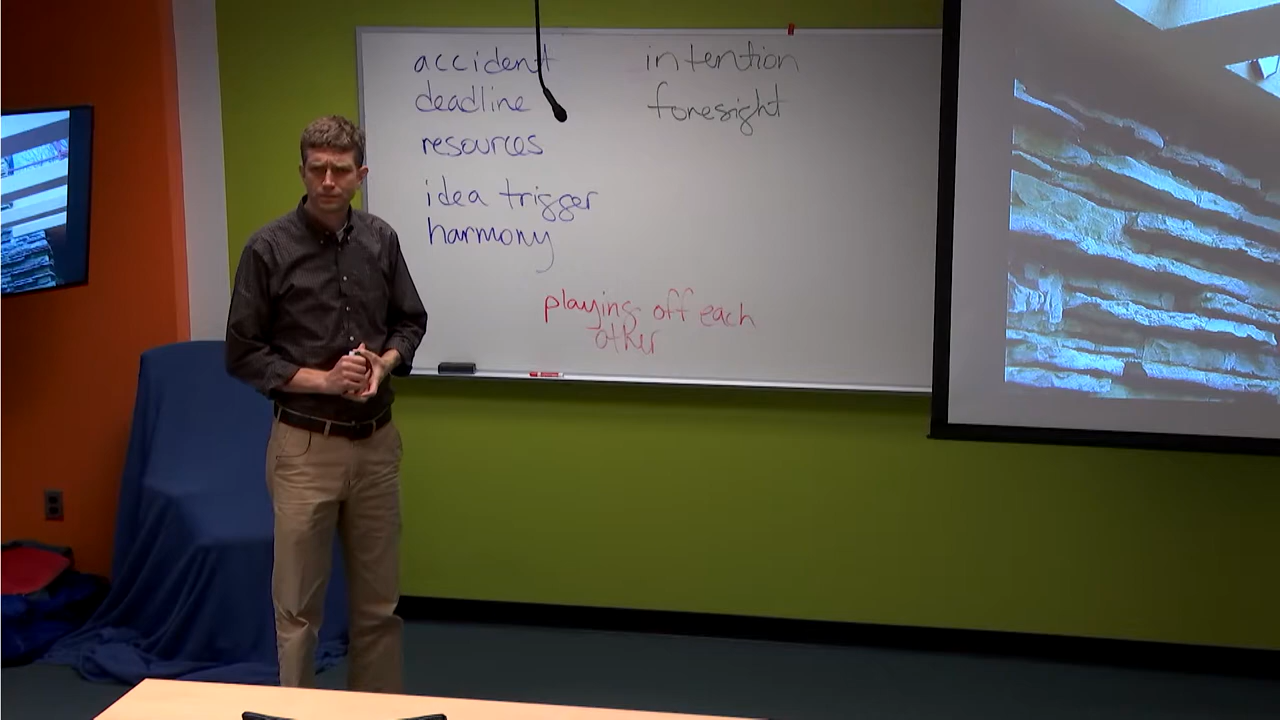 accident
deadline
resources
idea trigger
harmony
intention
foresight
playing off each
other